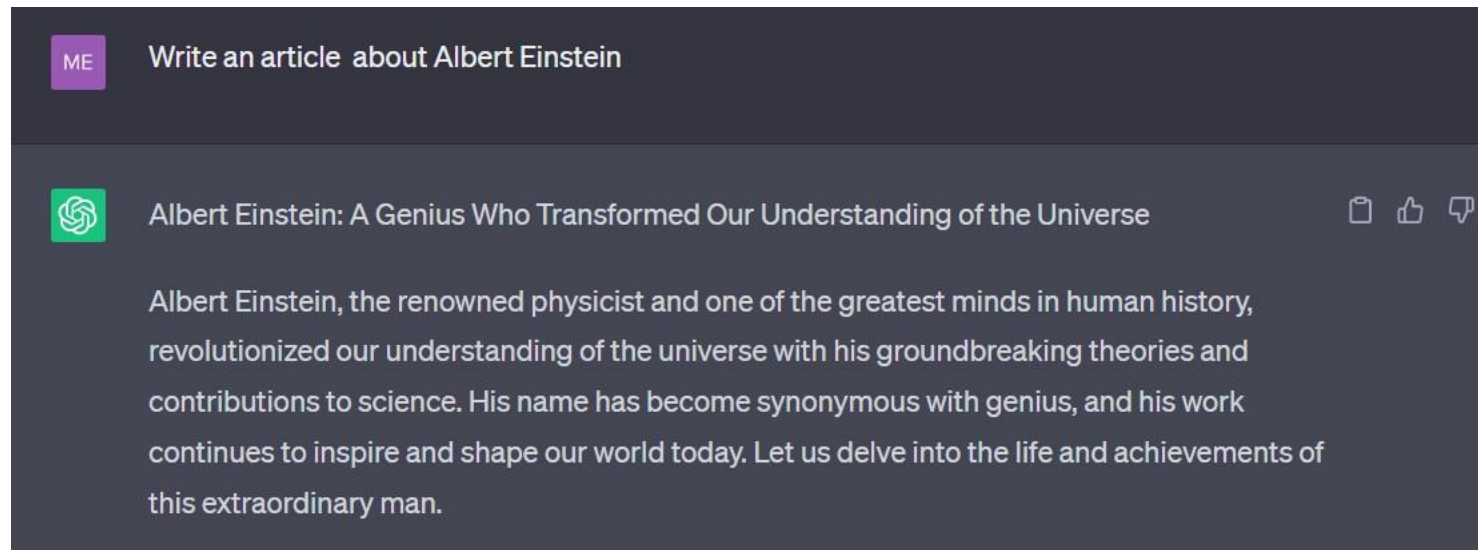 ME
Write an article  about Albert Einstein
Albert Einstein: A Genius Who Transformed Our Understanding of the Universe
Albert Einstein, the renowned physicist and one of the greatest minds in human history,
revolutionized our understanding of the universe with his groundbreaking theories and
contributions to science. His name has become synonymous with genius, and his work
continues to inspire and shape our world today. Let us delve into the life and achievements of
this extraordinary man.